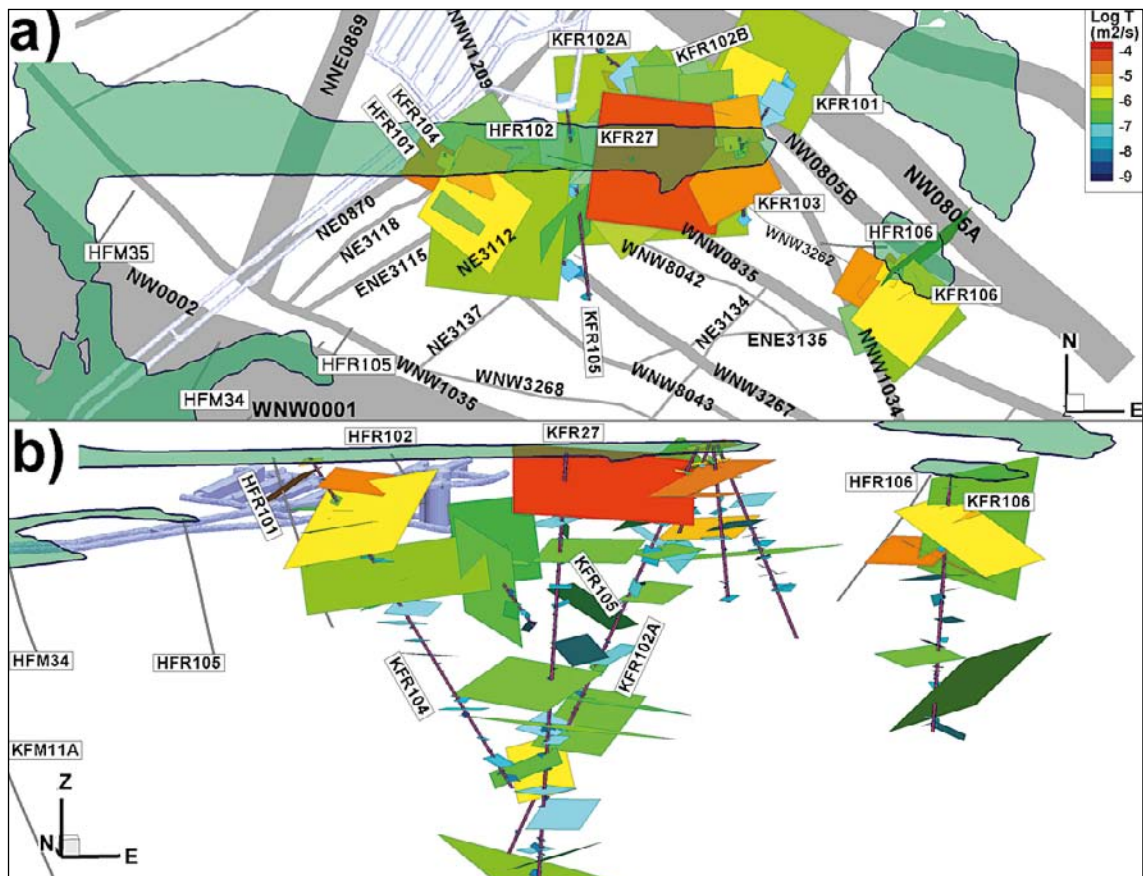 a)
Log T
(m2/s)
-4
-5
-6
-7
-8
-9
NNE0869
NNW1209
KFR102A
KFR102B
KFR101
KFR104
HFR101
HFR102
KFR27
NW0805B
NW0805A
KFR103
WNW3262
HFR106
KFR106
HFM35
NE0870
NE3118
ENE3115
NE3112
WNW0835
WNW8042
NW0002
NE3137
KFR105
NE3134
ENE3135
NNW1034
HFR105
WNW1035
WNW3268
WNW8043
WNW3267
HFM34
WNW0001
N
E
b)
HFR102
KFR27
HFR101
HFR106
KFR106
KFR105
HFM34
HFR105
KFR104
KFR102A
KFM11A
Z
N
E